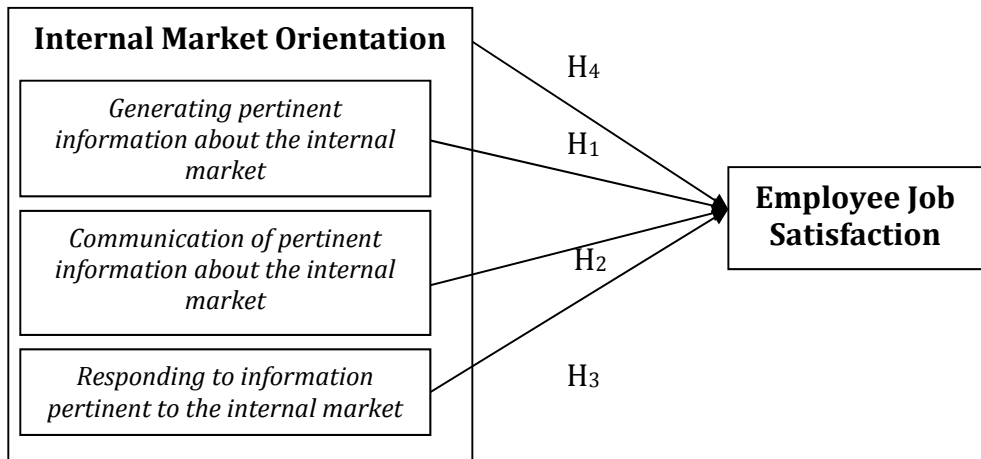 Internal Market Orientation
Generating pertinent
information about the internal
market
Communication of pertinent
information about the internal
market
Responding to information
pertinent to the internal market
H4
H1
H2
H3
Employee Job
Satisfaction